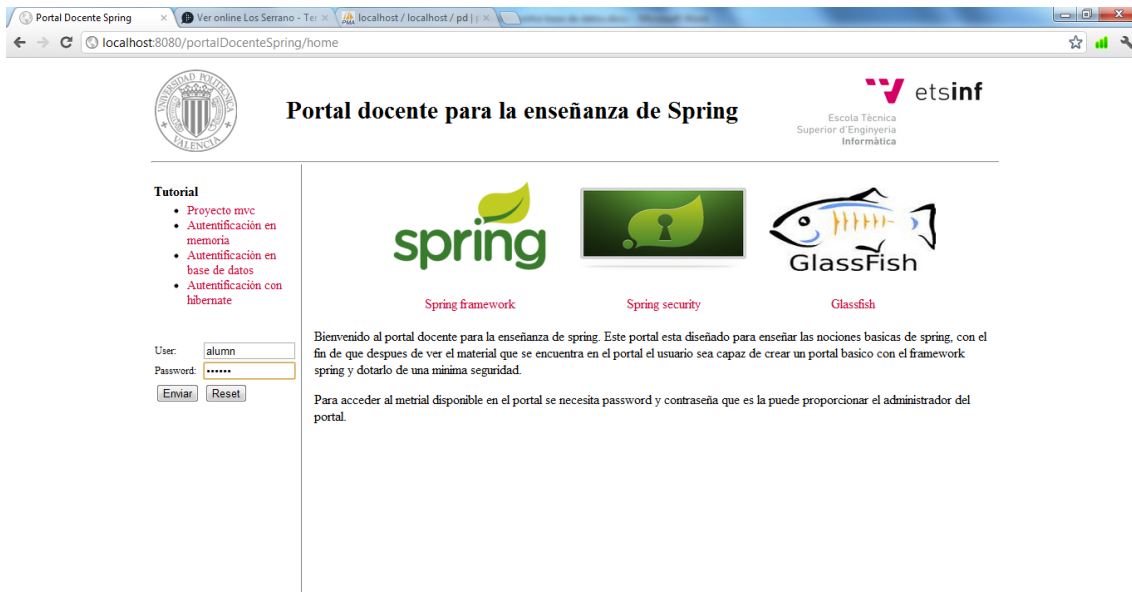 Portal Docente Spring
Ver online Los Serrano - Ter
localhost / localhost / pd | p
localhost:8080/portalDocenteSpring/home
VNIVERSIDAD POLITECNICA
VALENCIA
Portal docente para la enseñanza de Spring
etsinf
Escola Tècnica
Superior d'Enginyeria
Informàtica
Tutorial
Proyecto mvc
Autentificación en
memoria
Autentificación en
base de datos
Autentificación con
hibernate
User:
alumn
Password:
••••••
Enviar
Reset
spring
GlassFish
Spring framework
Spring security
Glassfish
Bienvenido al portal docente para la enseñanza de spring. Este portal esta diseñado para enseñar las nociones basicas de spring, con el
fin de que despues de ver el material que se encuentra en el portal el usuario sea capaz de crear un portal basico con el framework
spring y dotarlo de una minima seguridad.
Para acceder al metrial disponible en el portal se necesita password y contraseña que es la puede proporcionar el administrador del
portal.